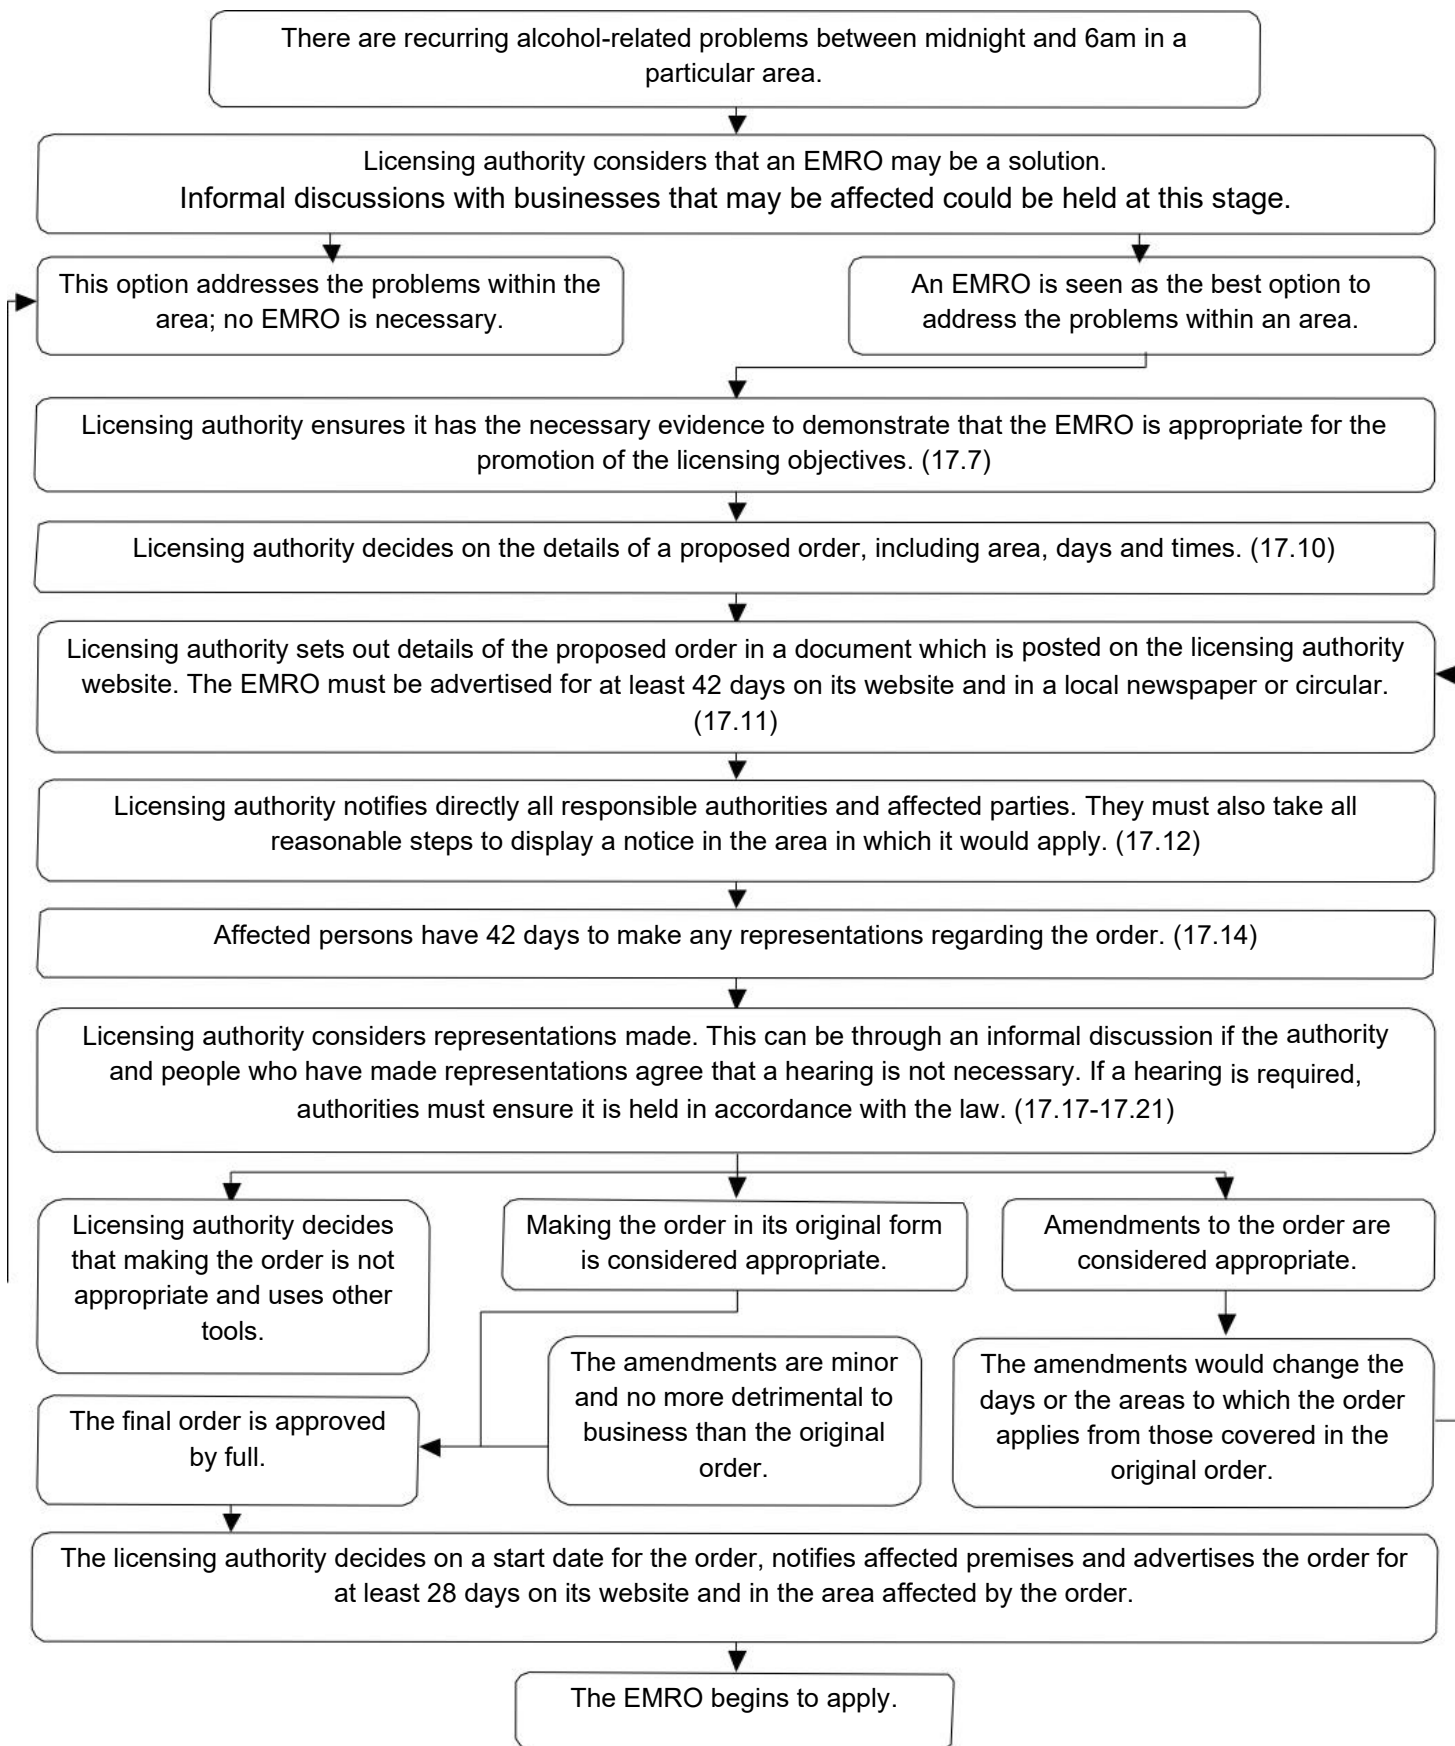 There are recurring alcohol-related problems between midnight and 6am in a
particular area.
Licensing authority considers that an EMRO may be a solution.
Informal discussions with businesses that may be affected could be held at this stage.
This option addresses the problems within the
area; no EMRO is necessary.
An EMRO is seen as the best option to
address the problems within an area.
Licensing authority ensures it has the necessary evidence to demonstrate that the EMRO is appropriate for the
promotion of the licensing objectives. (17.7)
Licensing authority decides on the details of a proposed order, including area, days and times. (17.10)
Licensing authority sets out details of the proposed order in a document which is posted on the licensing authority
website. The EMRO must be advertised for at least 42 days on its website and in a local newspaper or circular.
(17.11)
Licensing authority notifies directly all responsible authorities and affected parties. They must also take all
reasonable steps to display a notice in the area in which it would apply. (17.12)
Affected persons have 42 days to make any representations regarding the order. (17.14)
Licensing authority considers representations made. This can be through an informal discussion if the authority
and people who have made representations agree that a hearing is not necessary. If a hearing is required,
authorities must ensure it is held in accordance with the law. (17.17-17.21)
Licensing authority decides
that making the order is not
appropriate and uses other
tools.
Making the order in its original form
is considered appropriate.
Amendments to the order are
considered appropriate.
The amendments are minor
and no more detrimental to
business than the original
order.
The amendments would change the
days or the areas to which the order
applies from those covered in the
original order.
The final order is approved
by full.
The licensing authority decides on a start date for the order, notifies affected premises and advertises the order for
at least 28 days on its website and in the area affected by the order.
The EMRO begins to apply.